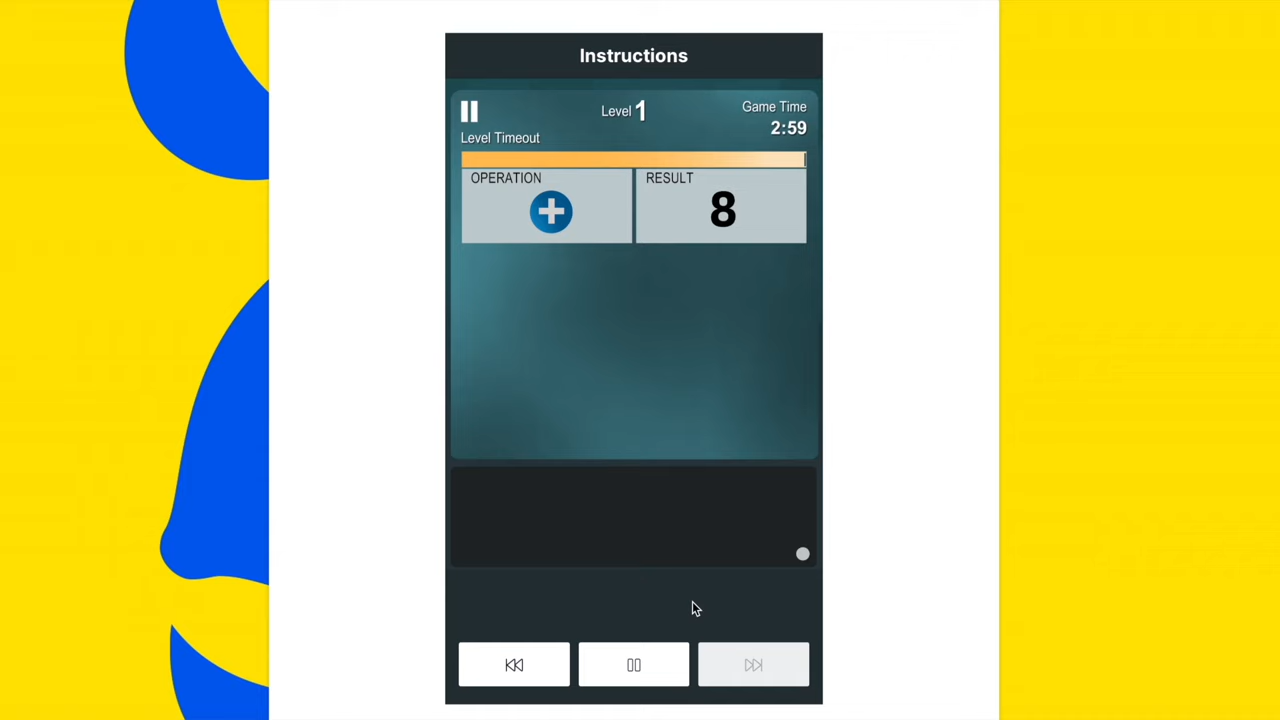 Instructions
Level 1
Game Time
2:59
Level Timeout
OPERATION
RESULT
8